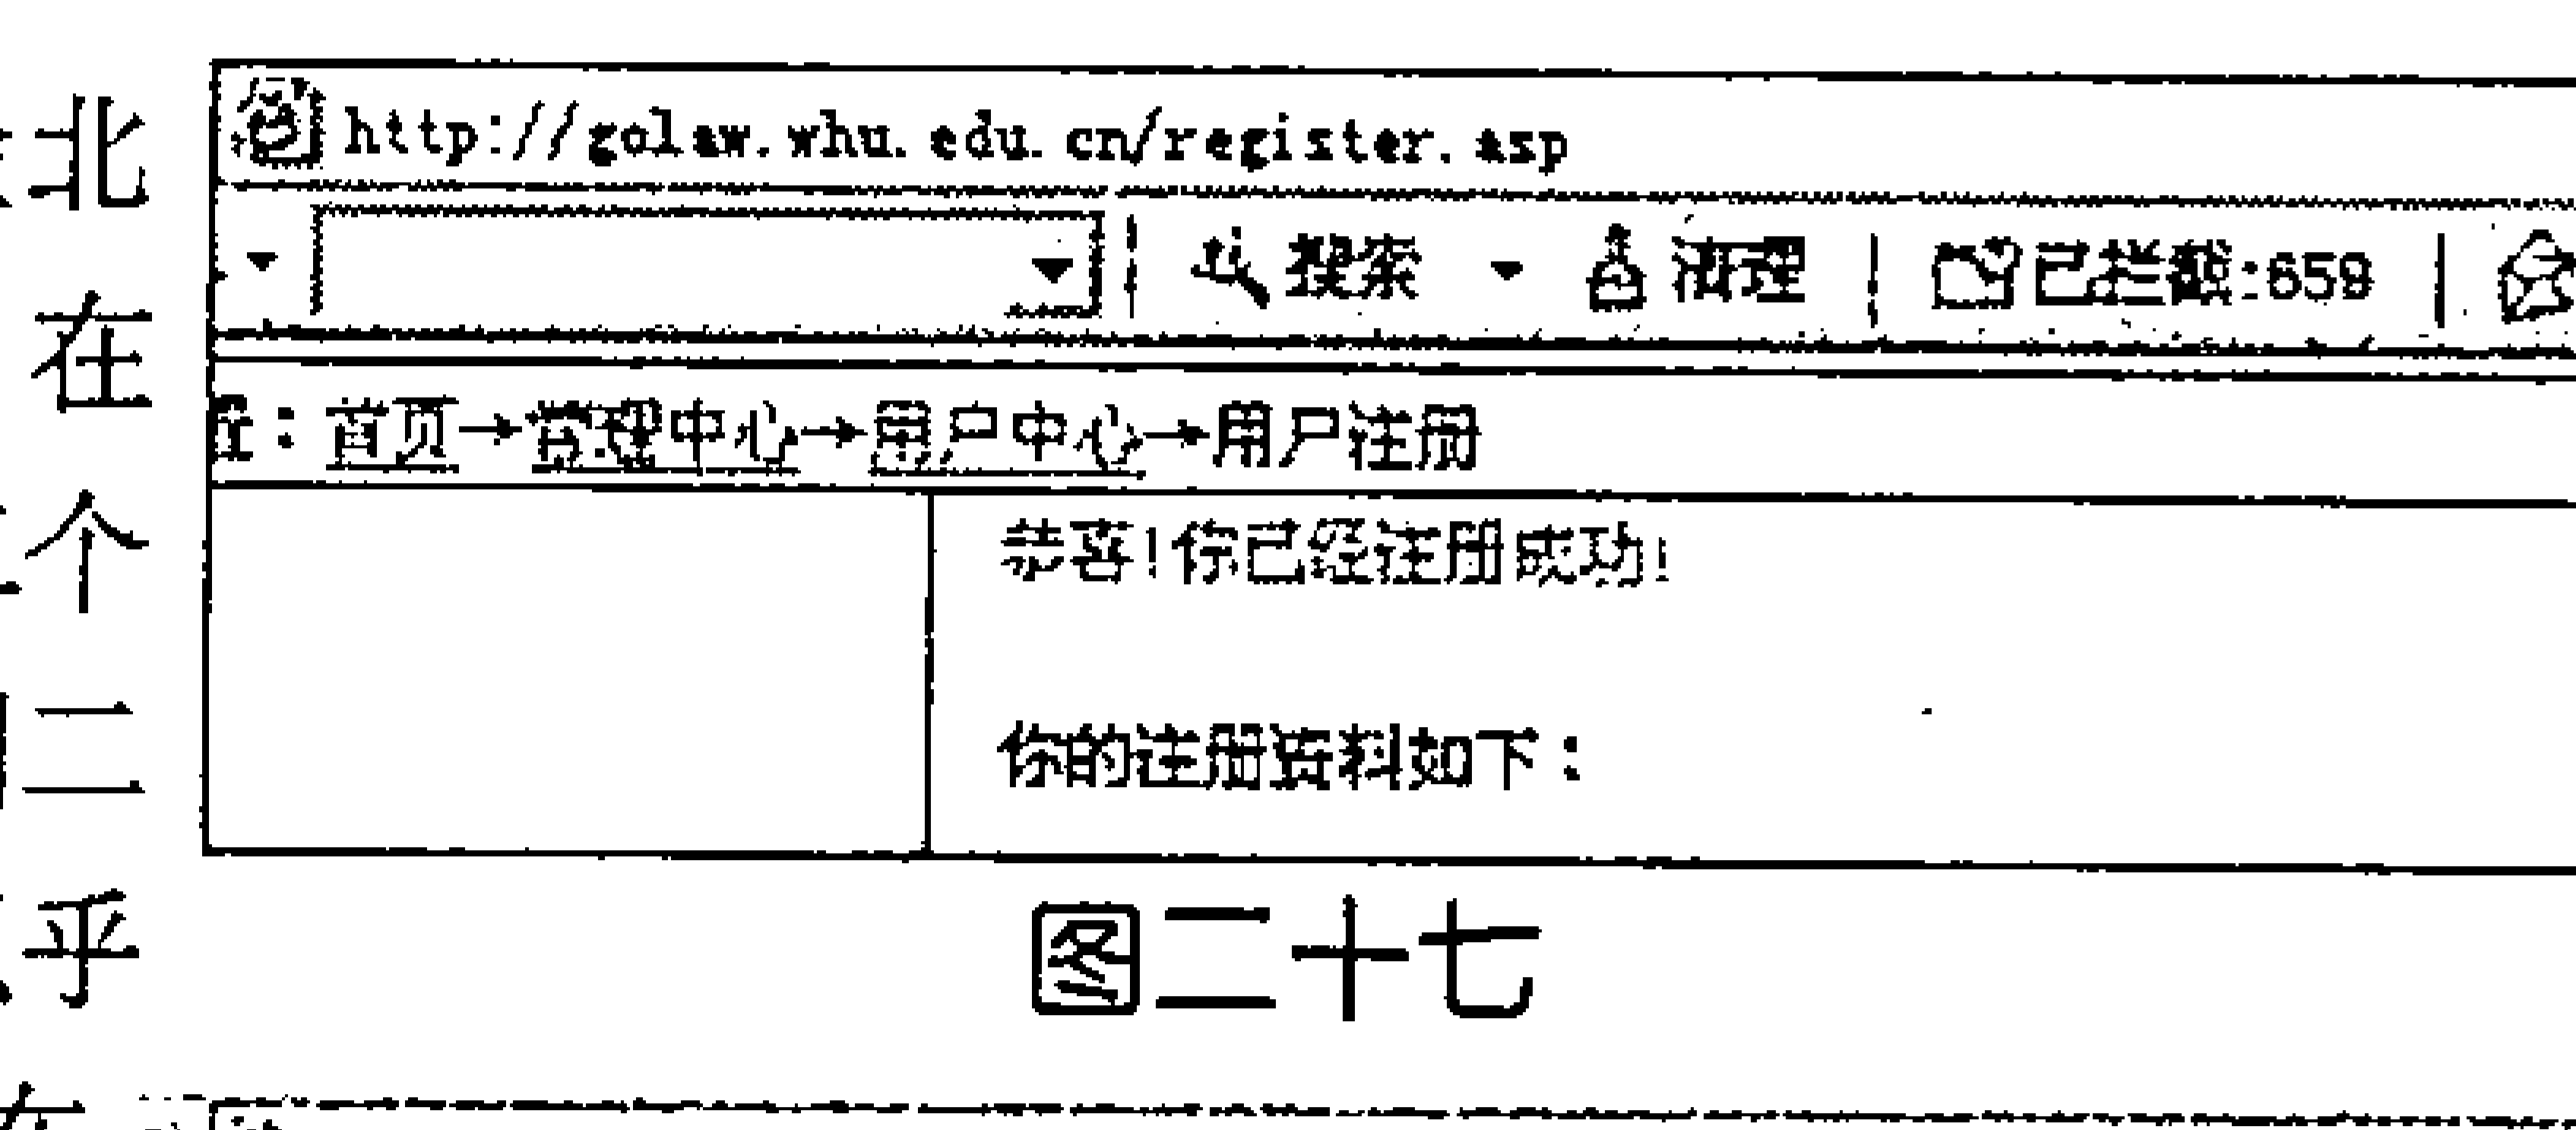 北
http://golaw.whu.edu.cn/register.asp
在
搜索 清理 已拦截:659
置：首页→管理中心→用户中心→用户注册
个
恭喜!你已经注册成功!
二
你的注册资料如下：
乎
图二十七